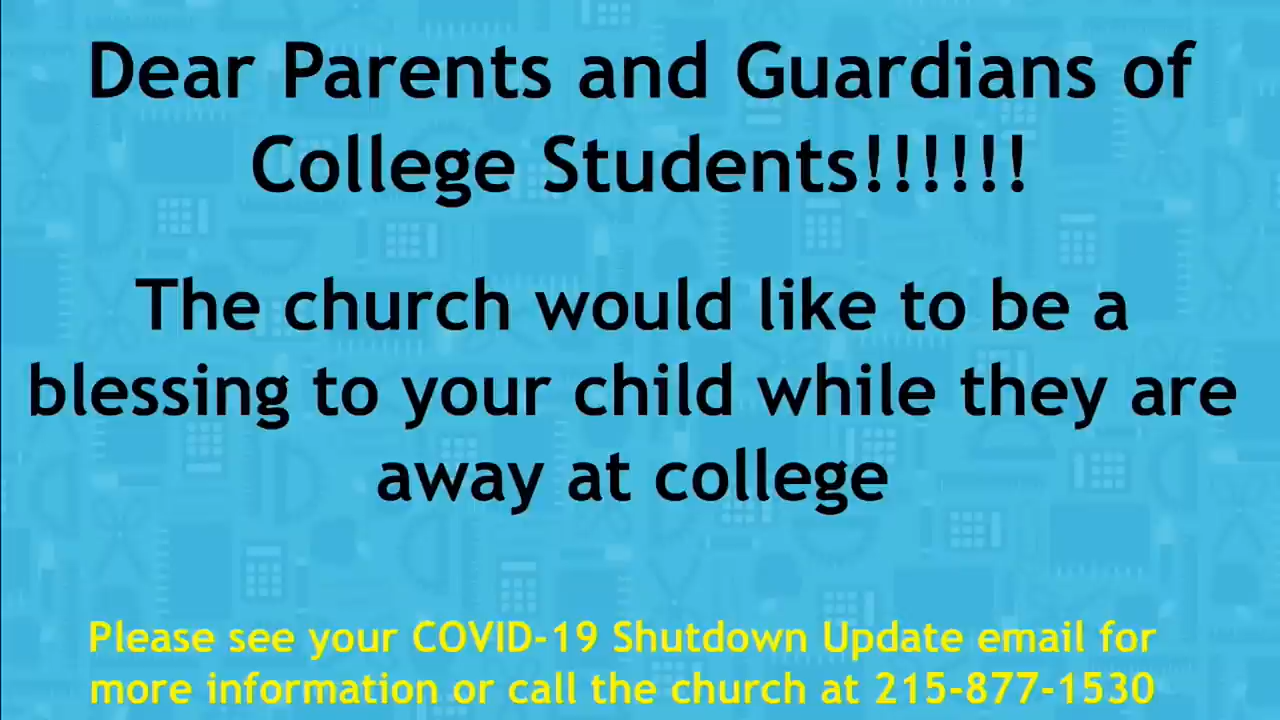 Dear Parents and Guardians of
College Students!!!!!!
The church would like to be a
blessing to your child while they are
away at college
Please see your COVID-19 Shutdown Update email for
more information or call the church at 215-877-1530